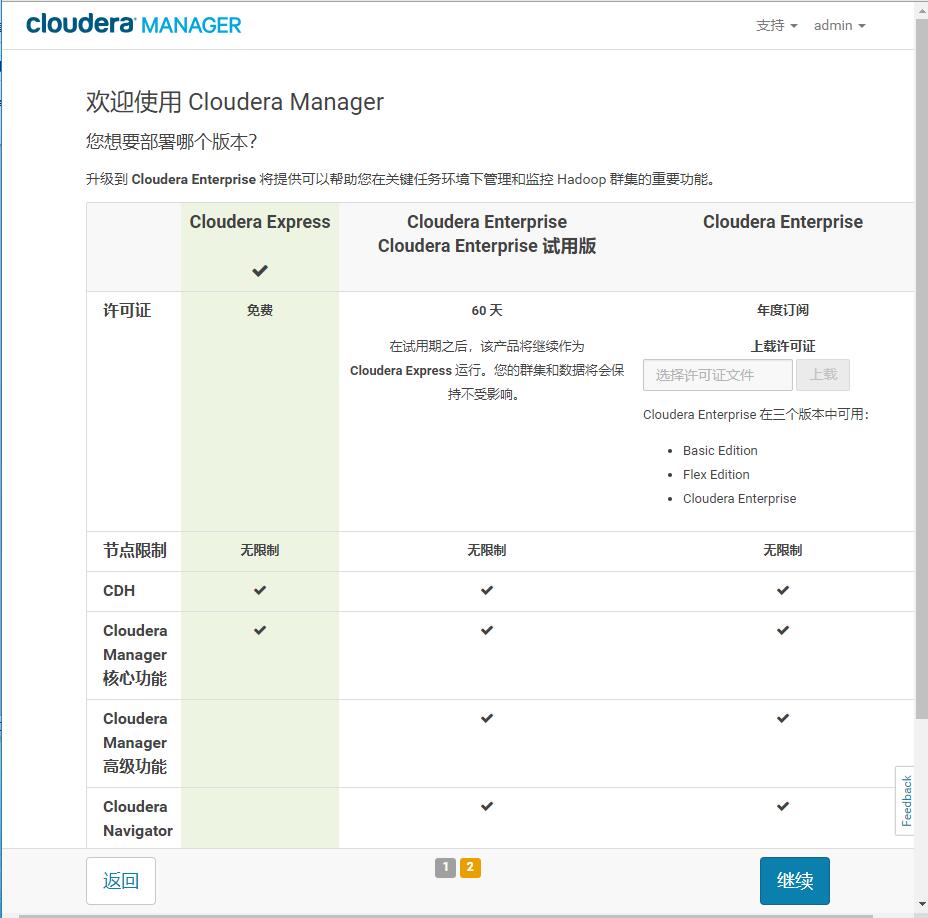 cloudera MANAGER
支持 admin
欢迎使用 Cloudera Manager
您想要部署哪个版本?
升级到 Cloudera Enterprise 将提供可以帮助您在关键任务环境下管理和监控 Hadoop 群集的重要功能。
Cloudera Express
Cloudera Enterprise
Cloudera Enterprise 试用版
Cloudera Enterprise
许可证
免费
60 天
在试用期之后，该产品将继续作为
Cloudera Express 运行。您的群集和数据将会保
持不受影响。
年度订阅
上载许可证
选择许可证文件 上载
Cloudera Enterprise 在三个版本中可用：
Basic Edition
Flex Edition
Cloudera Enterprise
节点限制 无限制 无限制 无限制
CDH
Cloudera
Manager
核心功能
Cloudera
Manager
高级功能
Cloudera
Navigator
Feedback
返回 1 2 继续